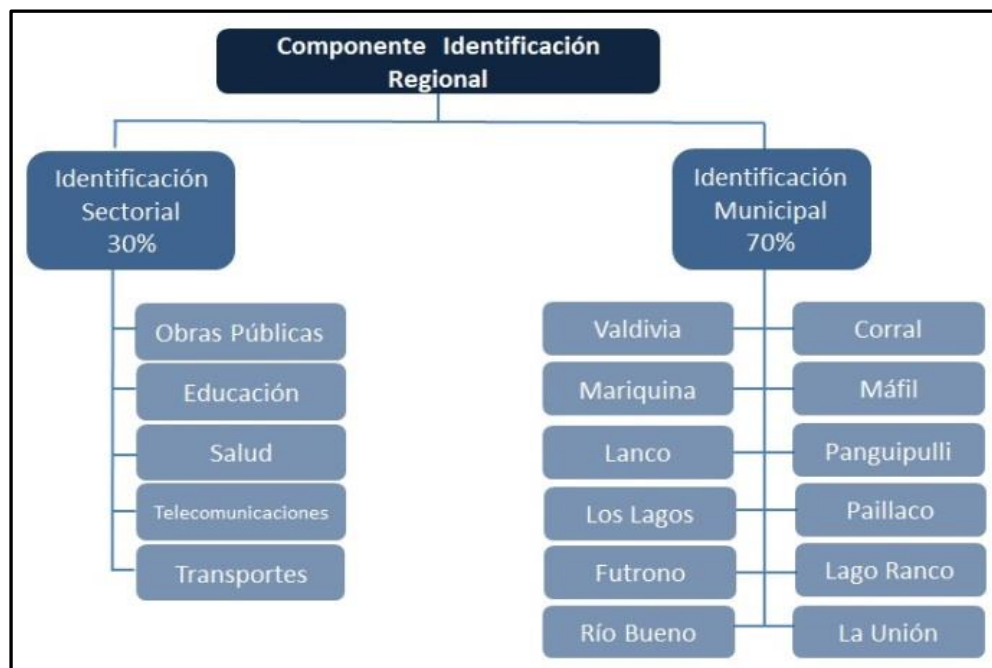 Componente Identificación
Regional
Identificación
Sectorial
30%
Obras Públicas
Educación
Salud
Telecomunicaciones
Transportes
Identificación
Municipal
70%
Valdivia
Corral
Mariquina
Máfil
Lanco
Panguipulli
Los Lagos
Paillaco
Futrono
Lago Ranco
Río Bueno
La Unión